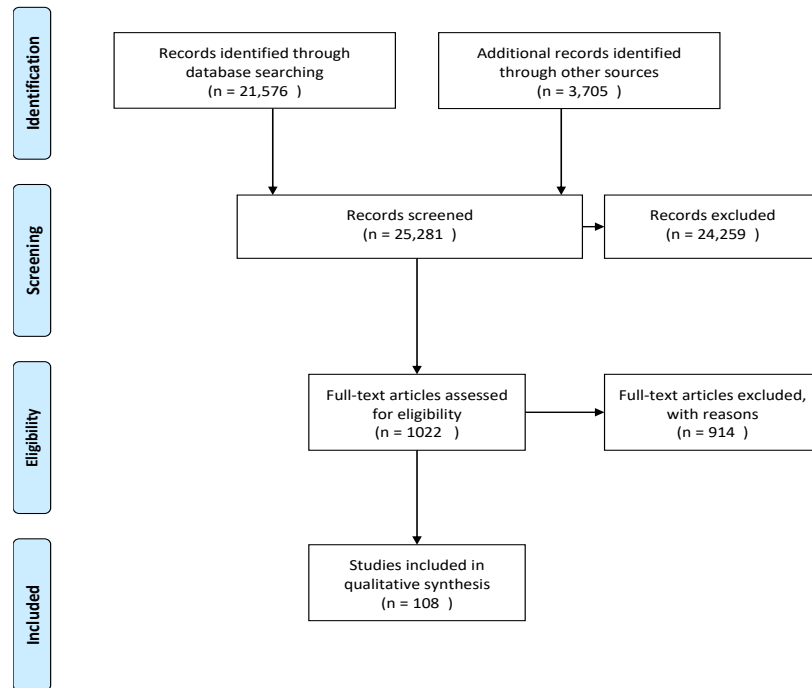 Identification
Records identified through
database searching
(n = 21,576  )
Additional records identified
through other sources
(n = 3,705  )
Screening
Records screened
(n = 25,281  )
Records excluded
(n = 24,259  )
Eligibility
Full-text articles assessed
for eligibility
(n = 1022  )
Full-text articles excluded,
with reasons
(n = 914  )
Included
Studies included in
qualitative synthesis
(n = 108  )